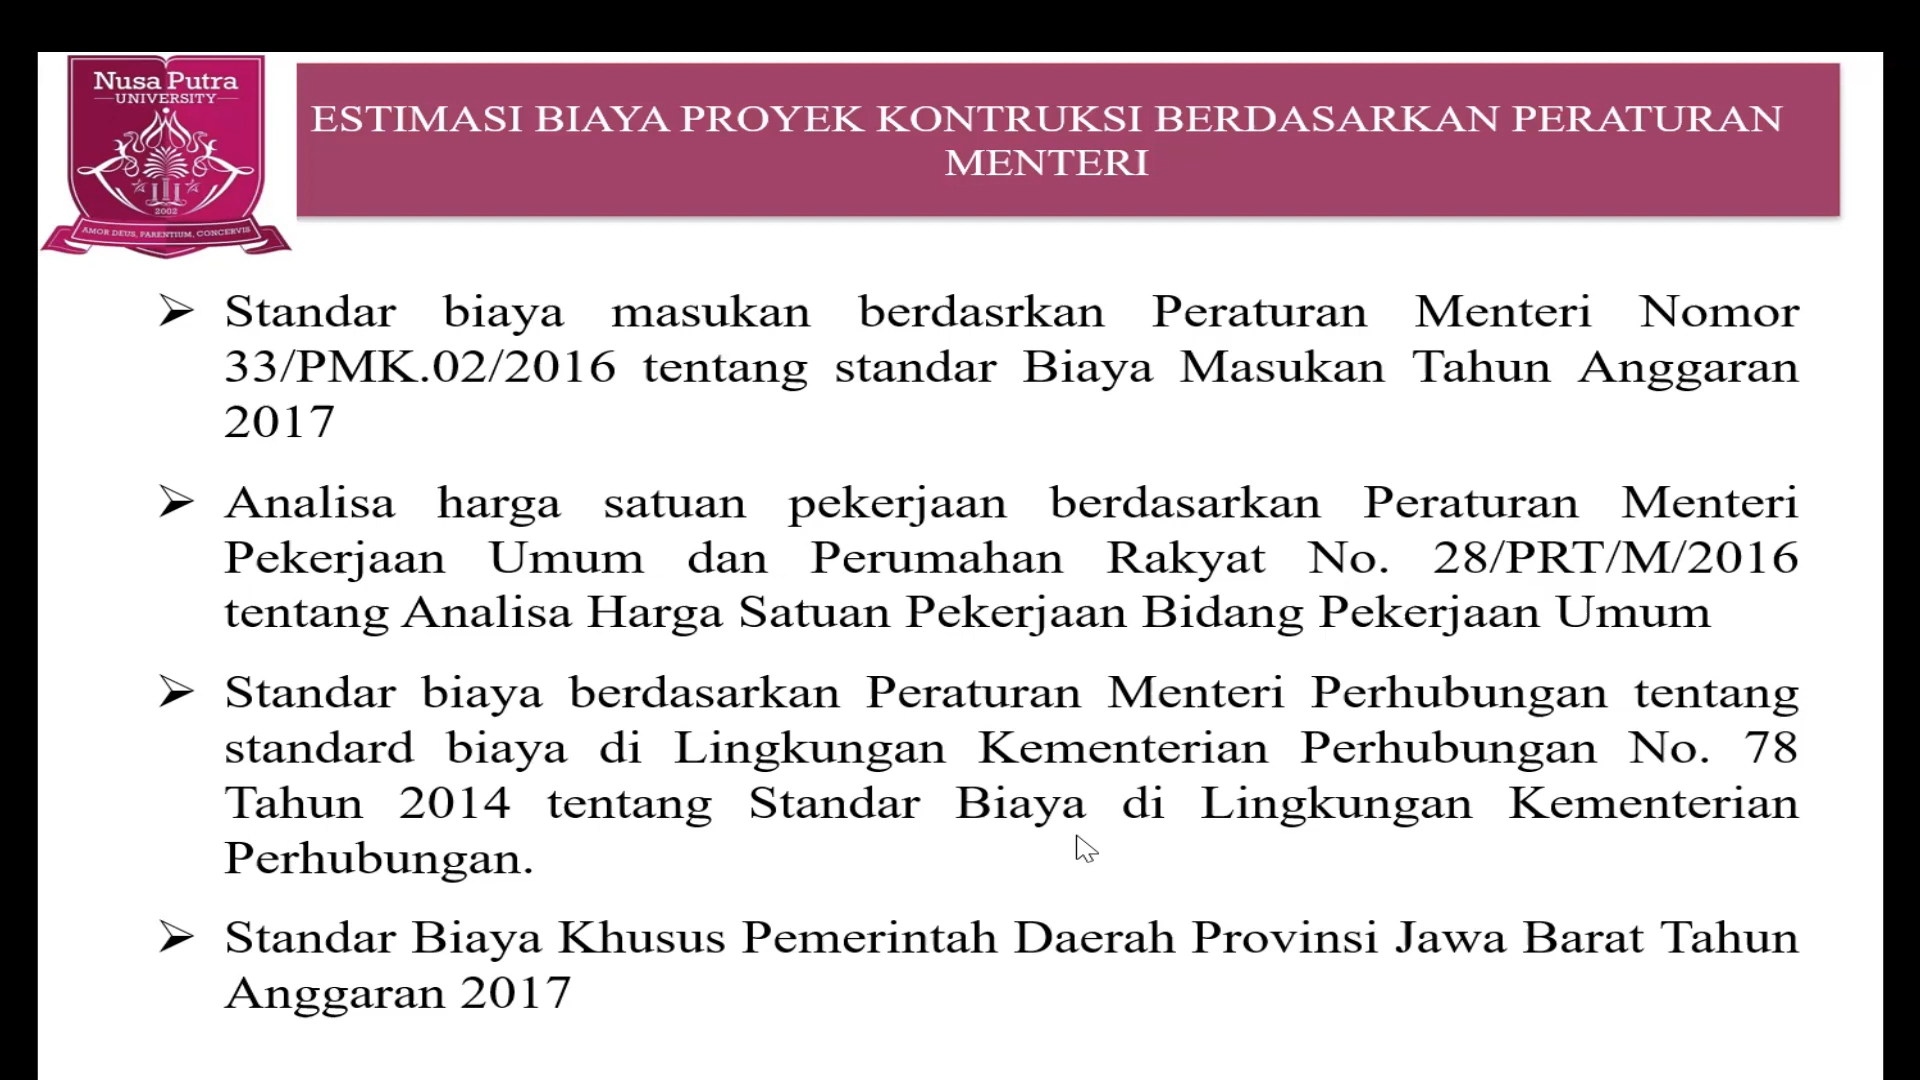 Nusa Putra
UNIVERSITY
2002
AMOR DEUS, PARENTIUM, CONCERVIS
ESTIMASI BIAYA PROYEK KONTRUKSI BERDASARKAN PERATURAN
MENTERI
➢ Standar biaya masukan berdasrkan Peraturan Menteri Nomor
33/PMK.02/2016 tentang standar Biaya Masukan Tahun Anggaran
2017
➢ Analisa harga satuan pekerjaan berdasarkan Peraturan Menteri
Pekerjaan Umum dan Perumahan Rakyat No. 28/PRT/M/2016
tentang Analisa Harga Satuan Pekerjaan Bidang Pekerjaan Umum
➢ Standar biaya berdasarkan Peraturan Menteri Perhubungan tentang
standard biaya di Lingkungan Kementerian Perhubungan No. 78
Tahun 2014 tentang Standar Biaya di Lingkungan Kementerian
Perhubungan.
➢ Standar Biaya Khusus Pemerintah Daerah Provinsi Jawa Barat Tahun
Anggaran 2017